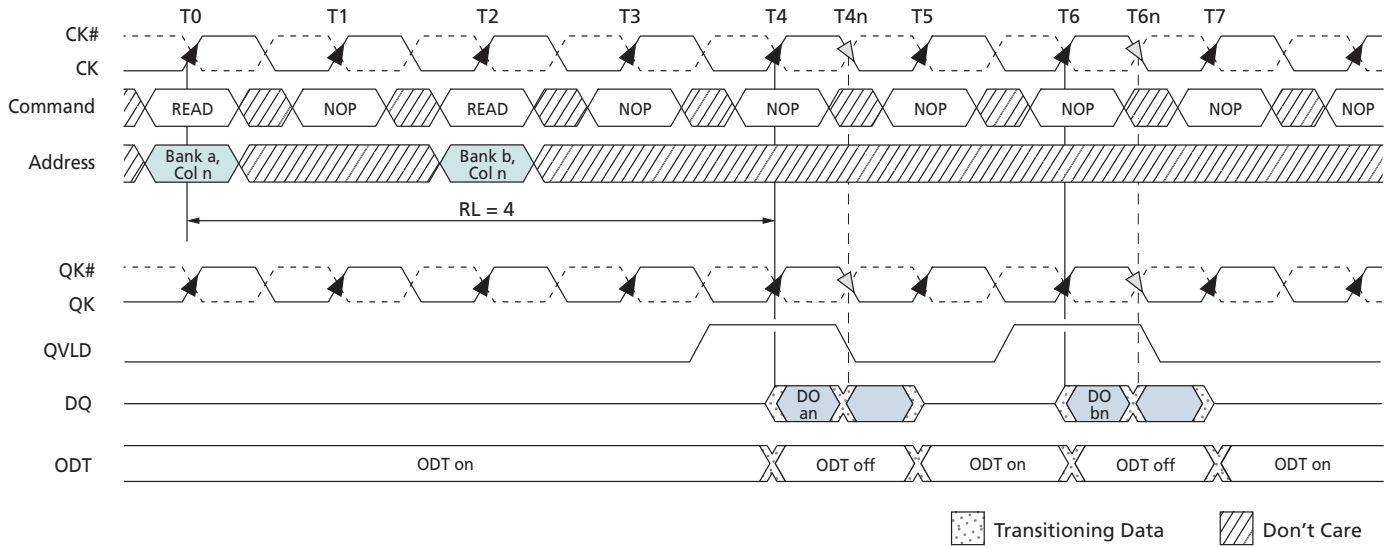 T0 T1 T2 T3 T4 T4n T5 T6 T6n T7
CK#
CK
Command READ NOP READ NOP NOP NOP NOP NOP NOP
Address Bank a, Col n Bank b, Col n
RL = 4
QK#
QK
QVLD
DQ DO an DO bn
ODT ODT on ODT off ODT on ODT off ODT on
Transitioning Data Don't Care